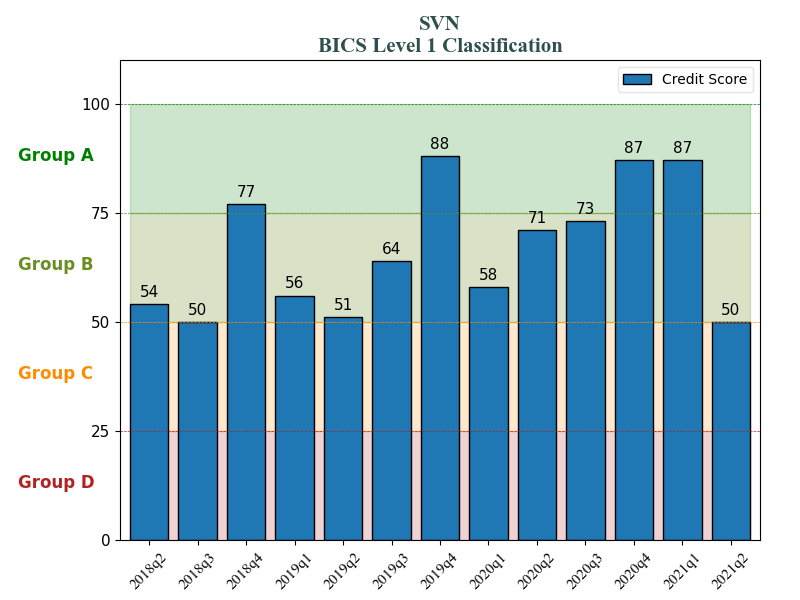 SVN
BICS Level 1 Classification
Credit Score
100
Group A
88
87
87
77
75
73
71
Group B
64
58
56
54
51
50
50
50
Group C
25
Group D
0
2018q2
2018q3
2018q4
2019q1
2019q2
2019q3
2019q4
2020q1
2020q2
2020q3
2020q4
2021q1
2021q2